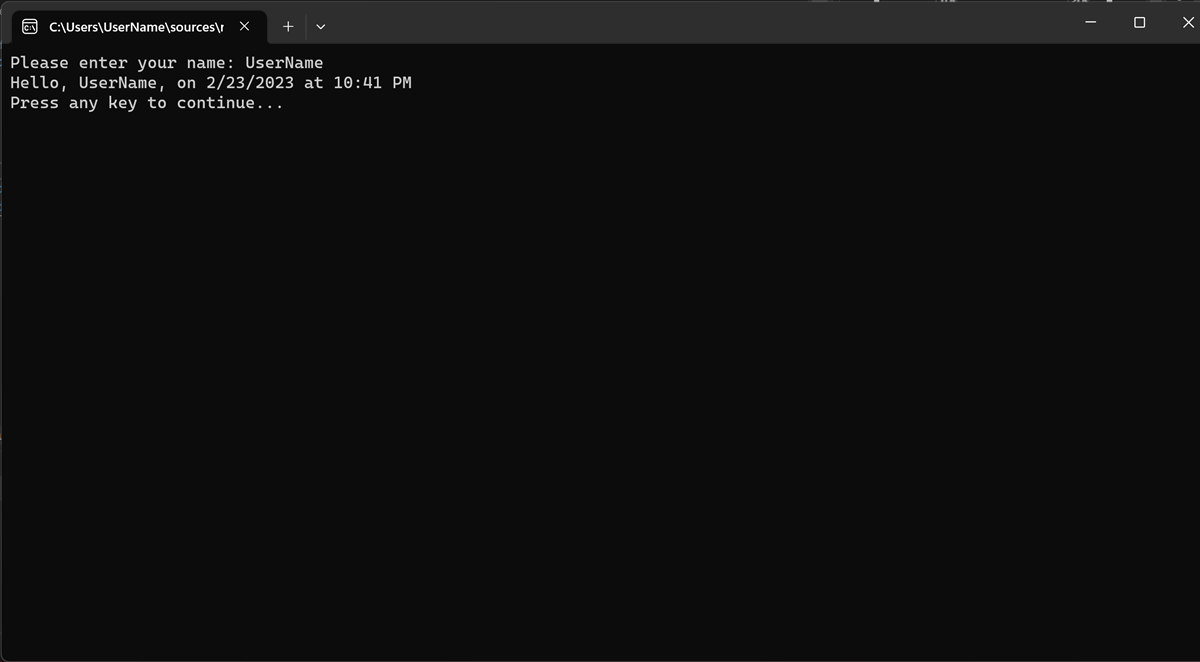 C:\Users\UserName\sources\r
Please enter your name: UserName
Hello, UserName, on 2/23/2023 at 10:41 PM
Press any key to continue...